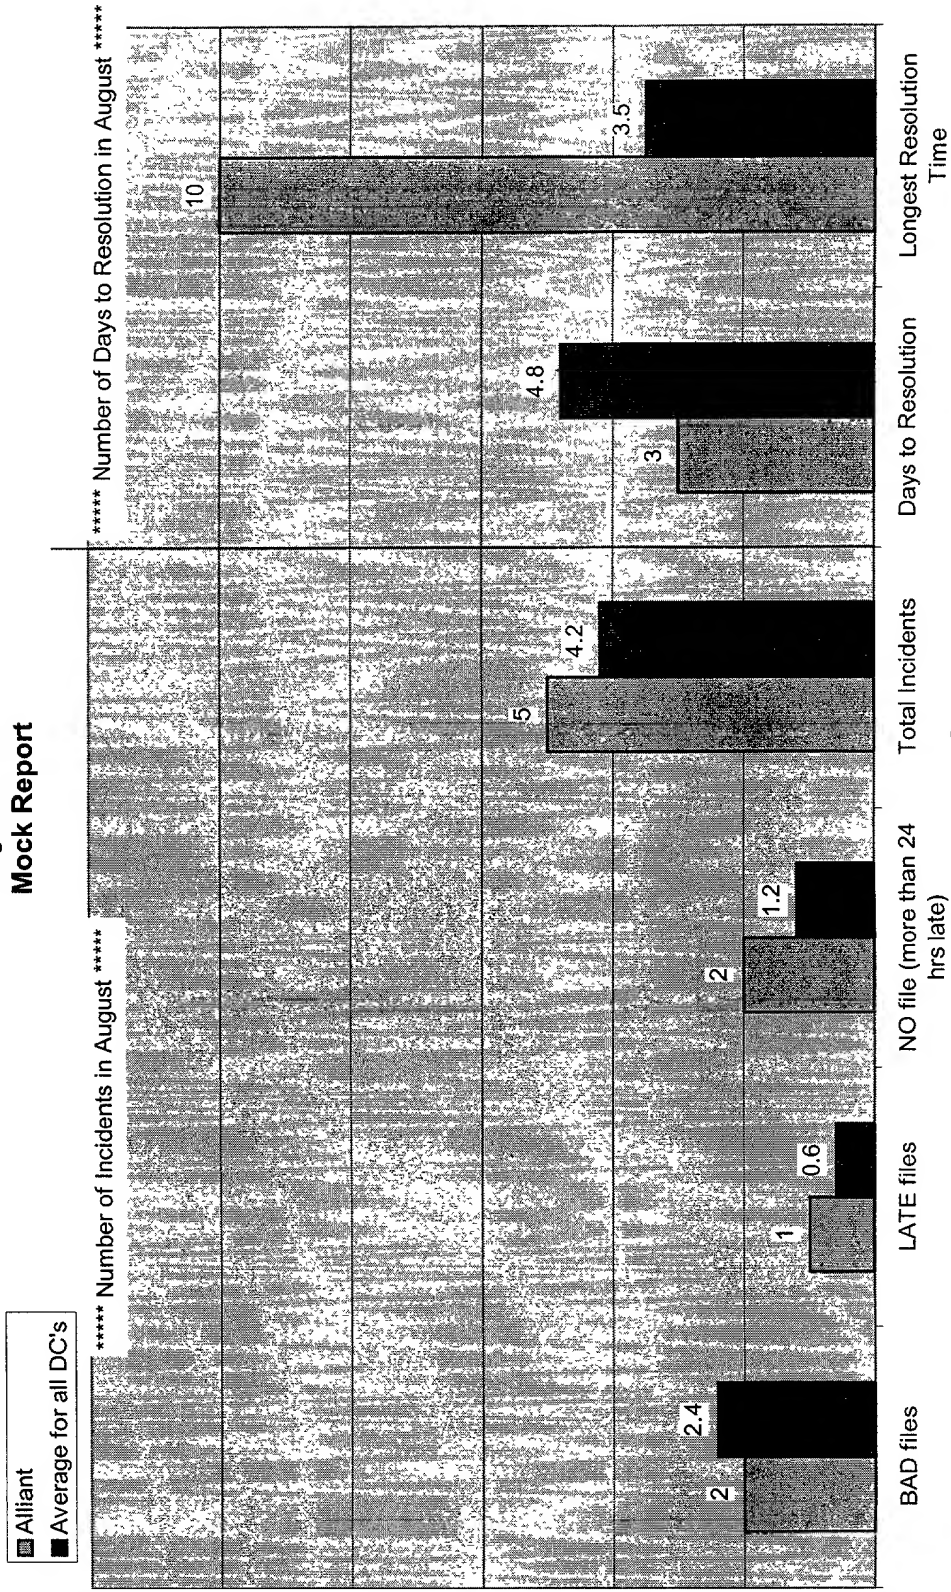 Mock Report
Alliant
Average for all DC's
***** Number of Incidents in August *****
***** Number of Days to Resolution in August *****
2
2.4
1
0.6
2
1.2
5
4.2
3
4.8
10
3.5
BAD files
LATE files
NO file (more than 24
hrs late)
Total Incidents
Days to Resolution
Longest Resolution
Time